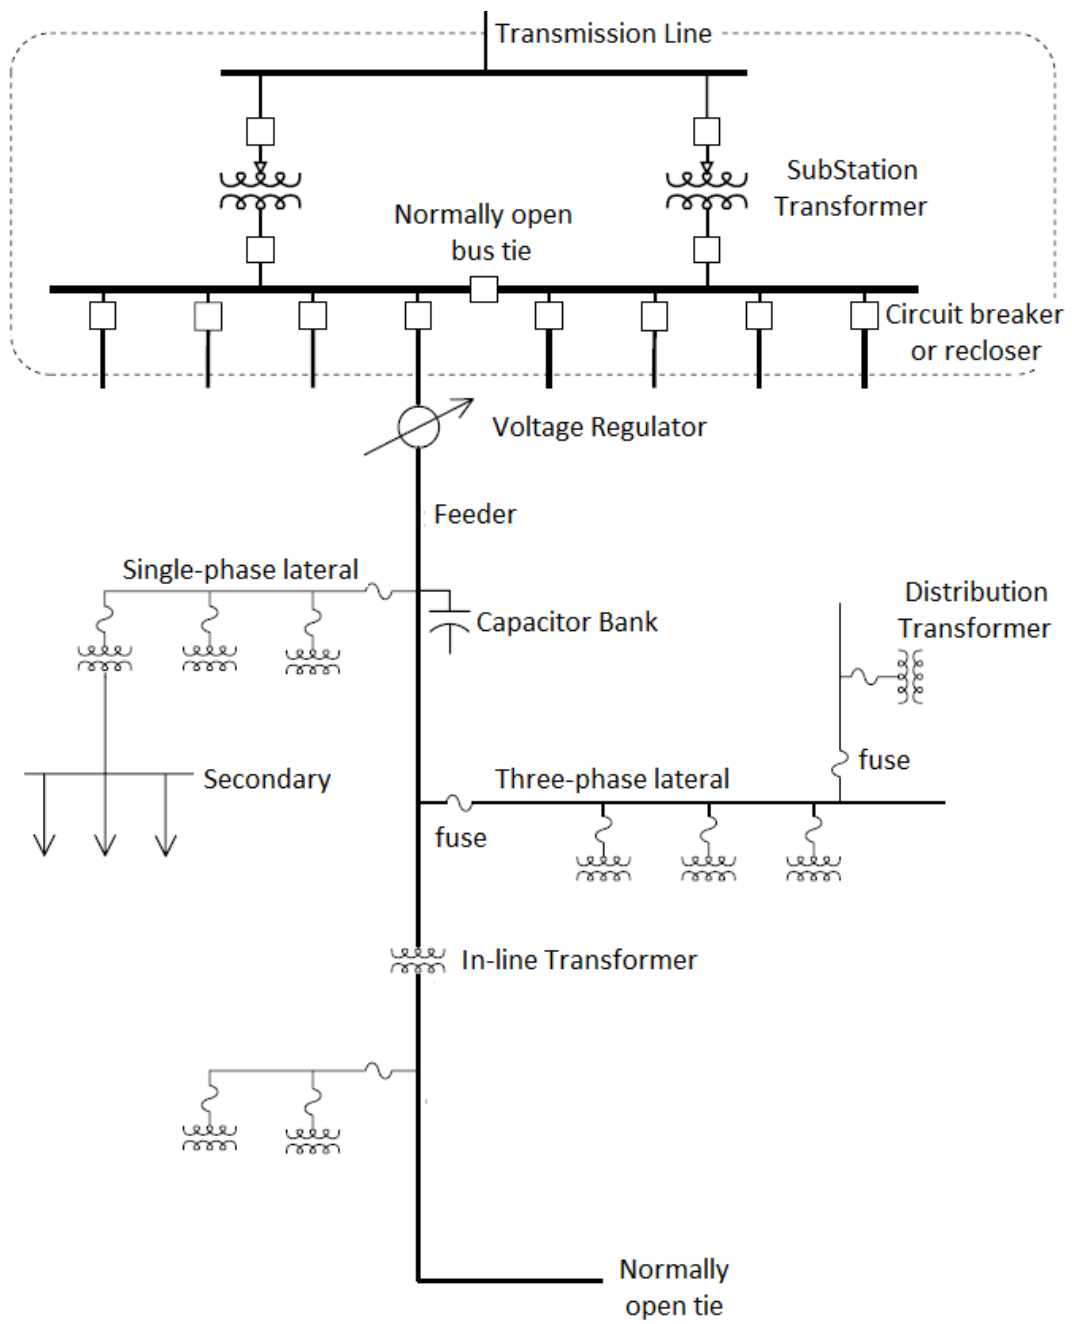 Transmission Line
SubStation
Transformer
Normally open
bus tie
Circuit breaker
or recloser
Voltage Regulator
Feeder
Single-phase lateral
Capacitor Bank
Distribution
Transformer
fuse
Secondary
Three-phase lateral
fuse
In-line Transformer
Normally
open tie